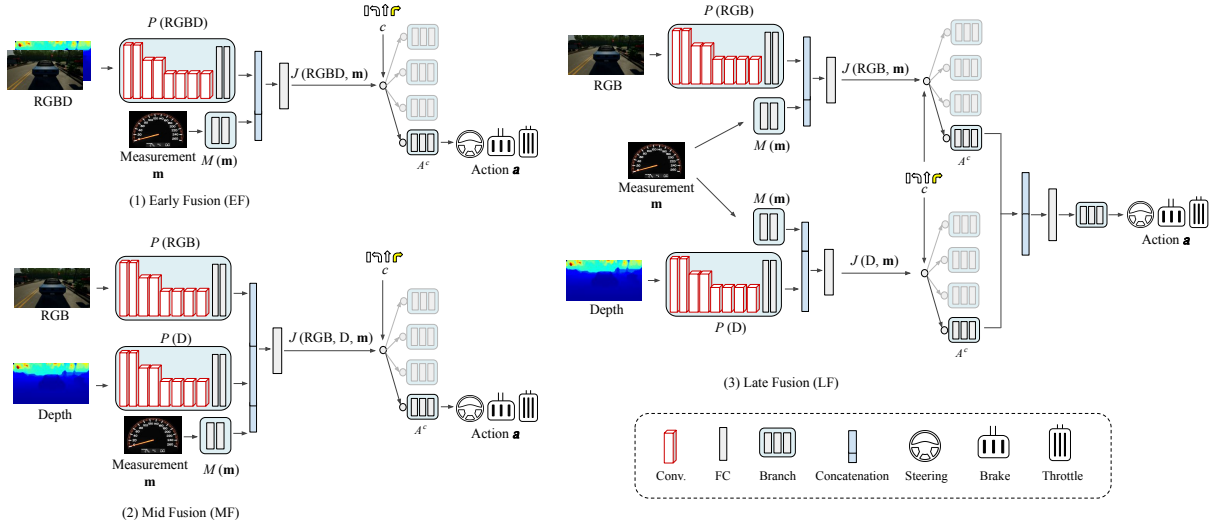 P (RGBD)
c
RGBD
J (RGBD, m)
Measurement
m
M (m)
A^c
Action a
(1) Early Fusion (EF)
P (RGB)
c
RGB
J (RGB, D, m)
P (D)
Depth
Measurement
m
M (m)
A^c
Action a
(2) Mid Fusion (MF)
P (RGB)
RGB
J (RGB, m)
M (m)
A^c
Measurement
m
c
M (m)
Action a
J (D, m)
Depth
P (D)
A^c
(3) Late Fusion (LF)
Conv.
FC
Branch
Concatenation
Steering
Brake
Throttle